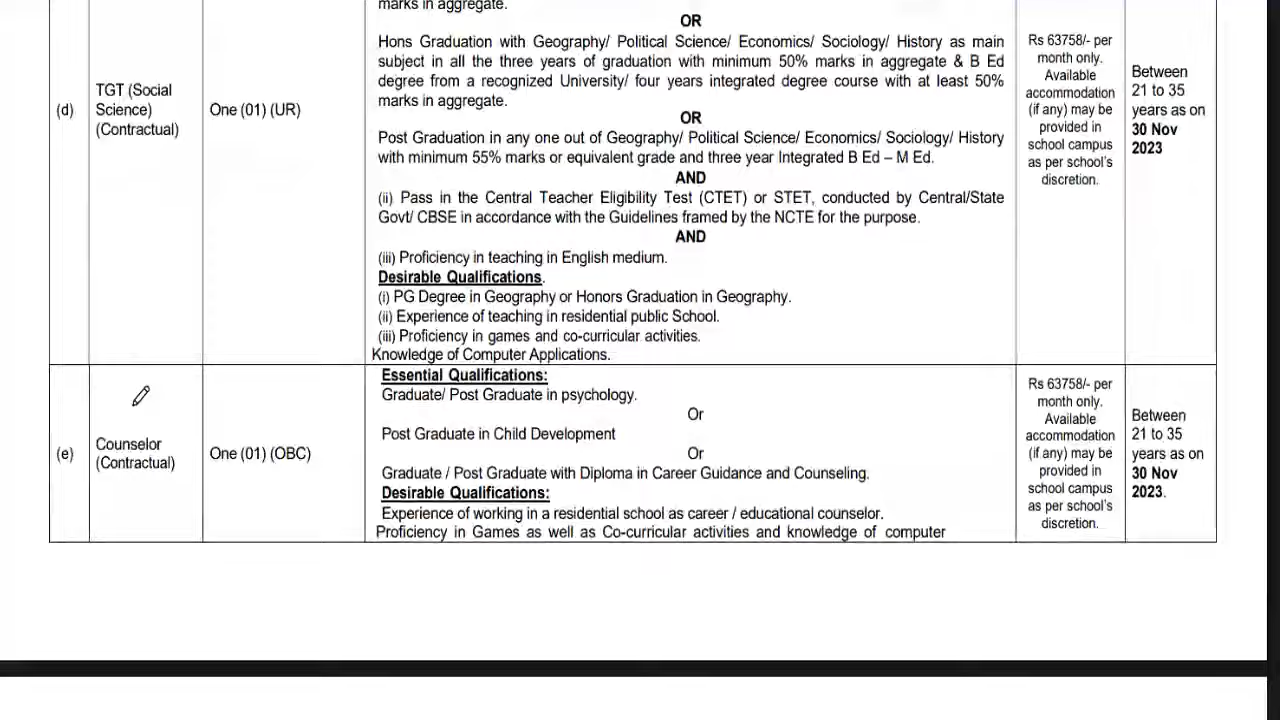 marks in aggregate.
OR
Hons Graduation with Geography/ Political Science/ Economics/ Sociology/ History as main
subject in all the three years of graduation with minimum 50% marks in aggregate & B Ed
degree from a recognized University/ four years integrated degree course with at least 50%
marks in aggregate.
OR
Post Graduation in any one out of Geography/ Political Science/ Economics/ Sociology/ History
with minimum 55% marks or equivalent grade and three year Integrated B Ed – M Ed.
AND
(ii) Pass in the Central Teacher Eligibility Test (CTET) or STET, conducted by Central/State
Govt/ CBSE in accordance with the Guidelines framed by the NCTE for the purpose.
AND
(iii) Proficiency in teaching in English medium.
Desirable Qualifications.
(i) PG Degree in Geography or Honors Graduation in Geography.
(ii) Experience of teaching in residential public School.
(iii) Proficiency in games and co-curricular activities.
Knowledge of Computer Applications.
(d)
TGT (Social
Science)
(Contractual)
One (01) (UR)
Rs 63758/- per
month only.
Available
accommodation
(if any) may be
provided in
school campus
as per school's
discretion.
Between
21 to 35
years as on
30 Nov
2023
(e)
Counselor
(Contractual)
One (01) (OBC)
Essential Qualifications:
Graduate/ Post Graduate in psychology.
Or
Post Graduate in Child Development
Or
Graduate / Post Graduate with Diploma in Career Guidance and Counseling.
Desirable Qualifications:
Experience of working in a residential school as career / educational counselor.
Proficiency in Games as well as Co-curricular activities and knowledge of computer
Rs 63758/- per
month only.
Available
accommodation
(if any) may be
provided in
school campus
as per school's
discretion.
Between
21 to 35
years as on
30 Nov
2023.